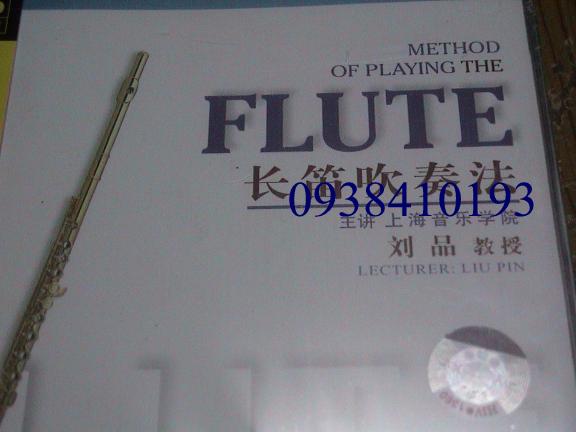 METHOD
OF PLAYING THE
FLUTE
长笛吹奏法
0938410193
主讲 上海音乐学院
刘品 教授
LECTURER: LIU PIN